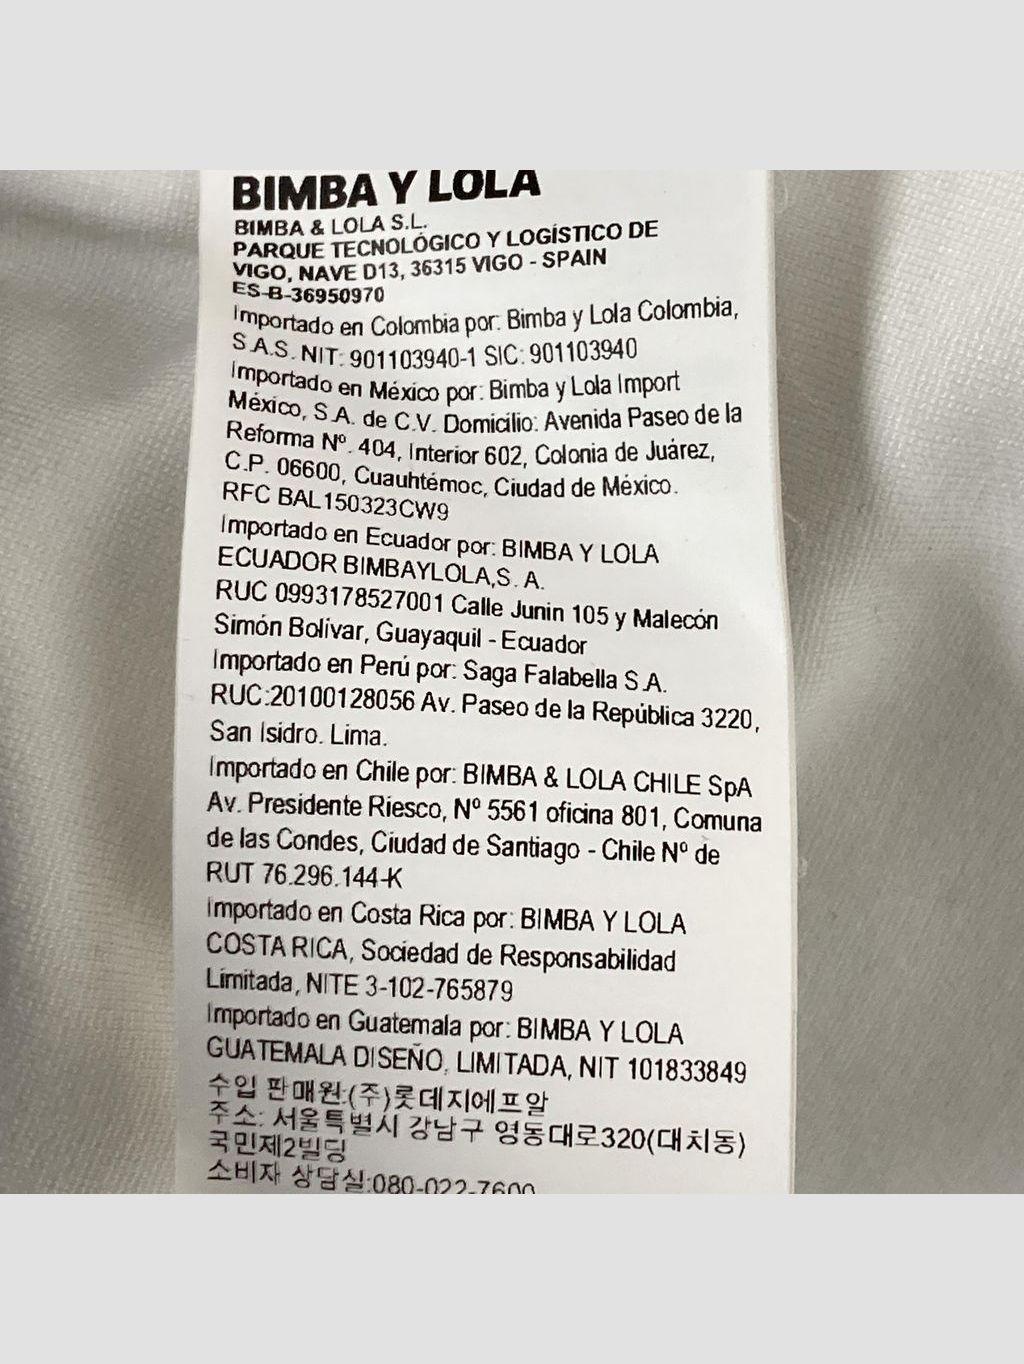 BIMBA Y LOLA
BIMBA & LOLA S.L.
PARQUE TECNOLÓGICO Y LOGÍSTICO DE
VIGO, NAVE D13, 36315 VIGO - SPAIN
ES-B-36950970
Importado en Colombia por: Bimba y Lola Colombia,
S.A.S. NIT: 901103940-1 SIC: 901103940
Importado en México por: Bimba y Lola Import
México, S.A. de C.V. Domicilio: Avenida Paseo de la
Reforma Nº. 404, Interior 602, Colonia de Juárez,
C.P. 06600, Cuauhtémoc, Ciudad de México.
RFC BAL150323CW9
Importado en Ecuador por: BIMBA Y LOLA
ECUADOR BIMBAYLOLA,S. A.
RUC 0993178527001 Calle Junin 105 y Malecón
Simón Bolívar, Guayaquil - Ecuador
Importado en Perú por: Saga Falabella S.A.
RUC:20100128056 Av. Paseo de la República 3220,
San Isidro. Lima.
Importado en Chile por: BIMBA & LOLA CHILE SpA
Av. Presidente Riesco, Nº 5561 oficina 801, Comuna
de las Condes, Ciudad de Santiago - Chile Nº de
RUT 76.296.144-K
Importado en Costa Rica por: BIMBA Y LOLA
COSTA RICA, Sociedad de Responsabilidad
Limitada, NITE 3-102-765879
Importado en Guatemala por: BIMBA Y LOLA
GUATEMALA DISEÑO, LIMITADA, NIT 101833849
수입 판매원:(주)롯데지에프알
주소: 서울특별시 강남구 영동대로320(대치동)
국민제2빌딩
소비자 상담실:080-022-7600